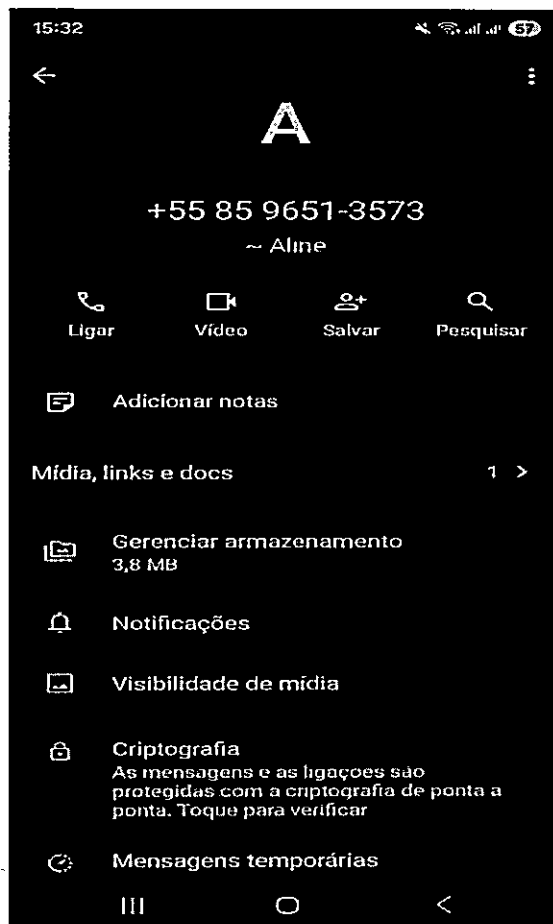 15:32
57
A
+55 85 9651-3573
~ Aline
Ligar
Vídeo
Salvar
Pesquisar
Adicionar notas
Mídia, links e docs 1 >
Gerenciar armazenamento
3,8 MB
Notificações
Visibilidade de mídia
Criptografia
As mensagens e as ligações são
protegidas com a criptografia de ponta a
ponta. Toque para verificar
Mensagens temporárias